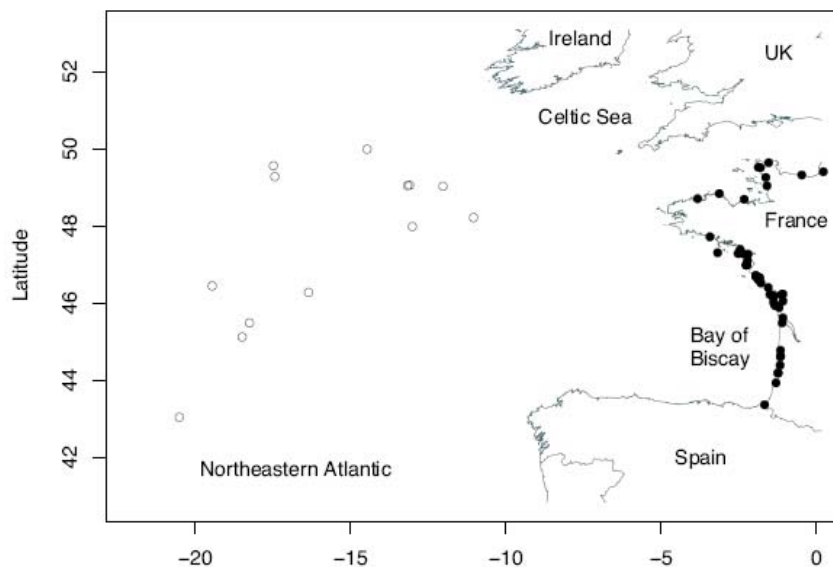 Ireland
UK
52
Celtic Sea
50
France
48
Latitude
46
Bay of
Biscay
44
Northeastern Atlantic
Spain
42
−20
−15
−10
−5
0